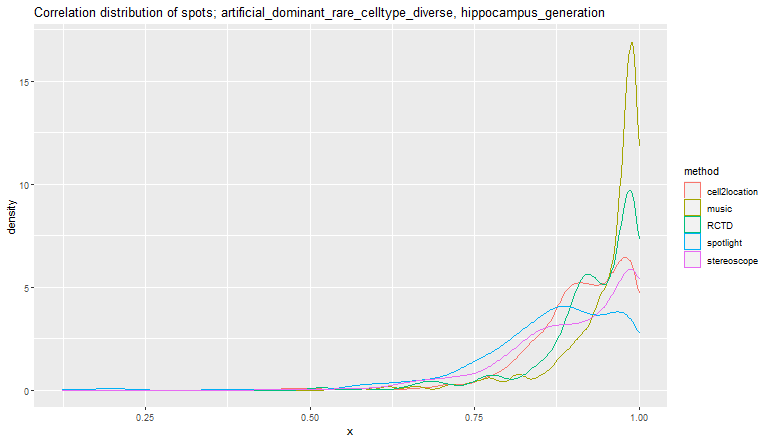 Correlation distribution of spots; artificial_dominant_rare_celltype_diverse, hippocampus_generation
15
10
5
0
density
0.25
0.50
0.75
1.00
x
method
cell2location
music
RCTD
spotlight
stereoscope